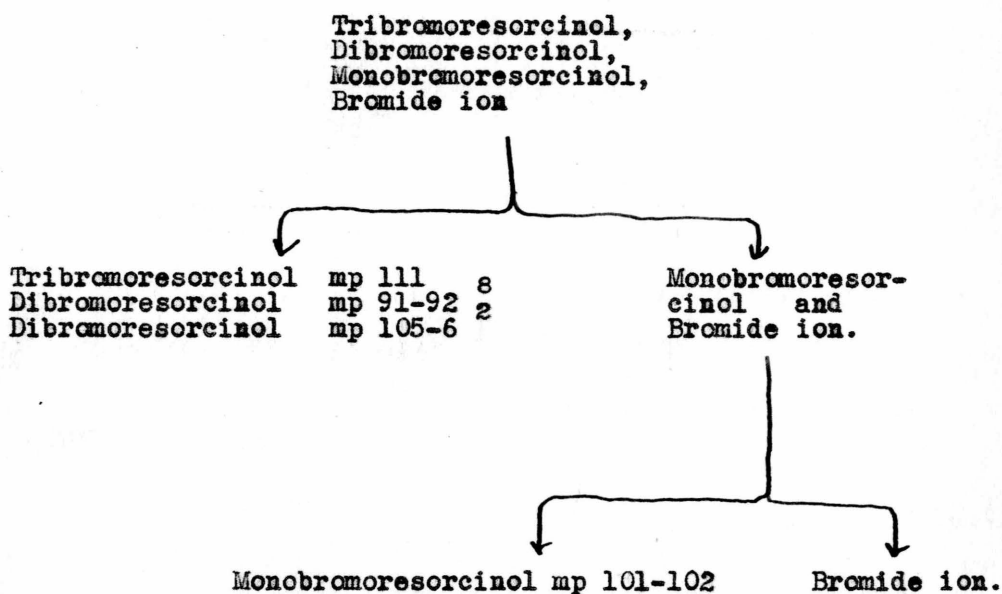 Tribromoresorcinol,
Dibromoresorcinol,
Monobromoresorcinol,
Bromide ion
Tribromoresorcinol mp 111
Dibromoresorcinol mp 91-92 8
Dibromoresorcinol mp 105-6 2
Monobromoresor-
cinol and
Bromide ion.
Monobromoresorcinol mp 101-102 Bromide ion.